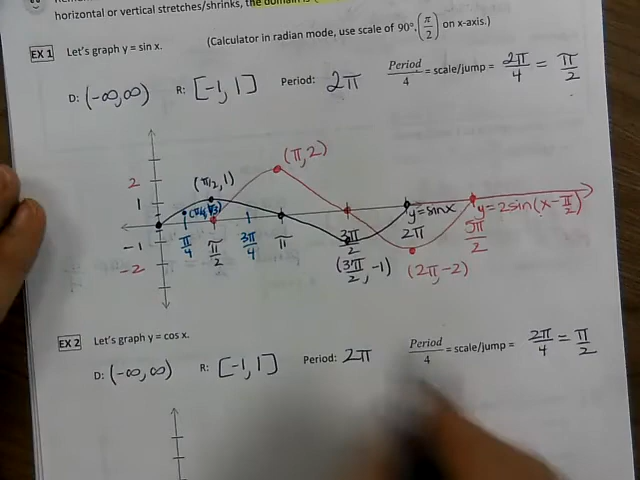 horizontal or vertical stretches/shrinks, the domain is
EX 1 Let's graph y = sin x. (Calculator in radian mode, use scale of 90°, (π/2) on x-axis.)
D: (-∞,∞) R: [-1, 1] Period: 2π Period/4 = scale/jump = 2π/4 = π/2
(π,2)
2 (π/2, 1)
1
y=sinx y=2sin(x-π/2)
π/4 π/2 3π/4 π 3π/2 2π 5π/2
-1
-2 (3π/2, -1) (2π,-2)
EX 2 Let's graph y = cos x.
D: (-∞,∞) R: [-1, 1] Period: 2π Period/4 = scale/jump = 2π/4 = π/2